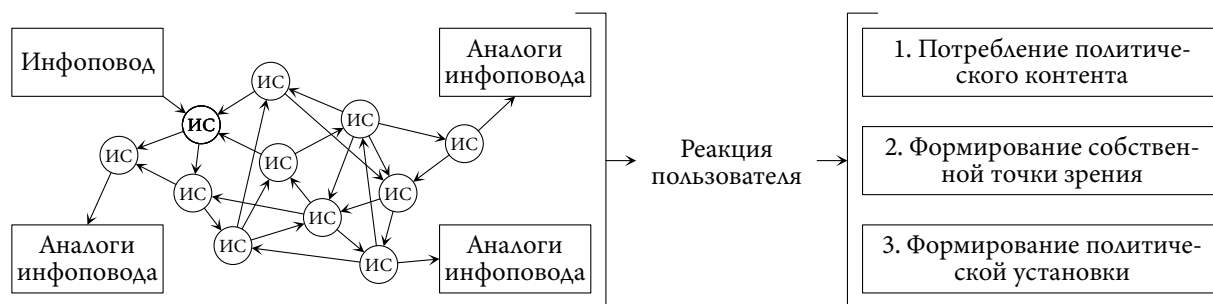 Инфоповод
Аналоги
инфоповода
ИС
ИС
ИС
ИС
ИС
ИС
ИС
ИС
ИС
ИС
ИС
Аналоги
инфоповода
Аналоги
инфоповода
Реакция
пользователя
1. Потребление политиче-
ского контента
2. Формирование собствен-
ной точки зрения
3. Формирование политиче-
ской установки